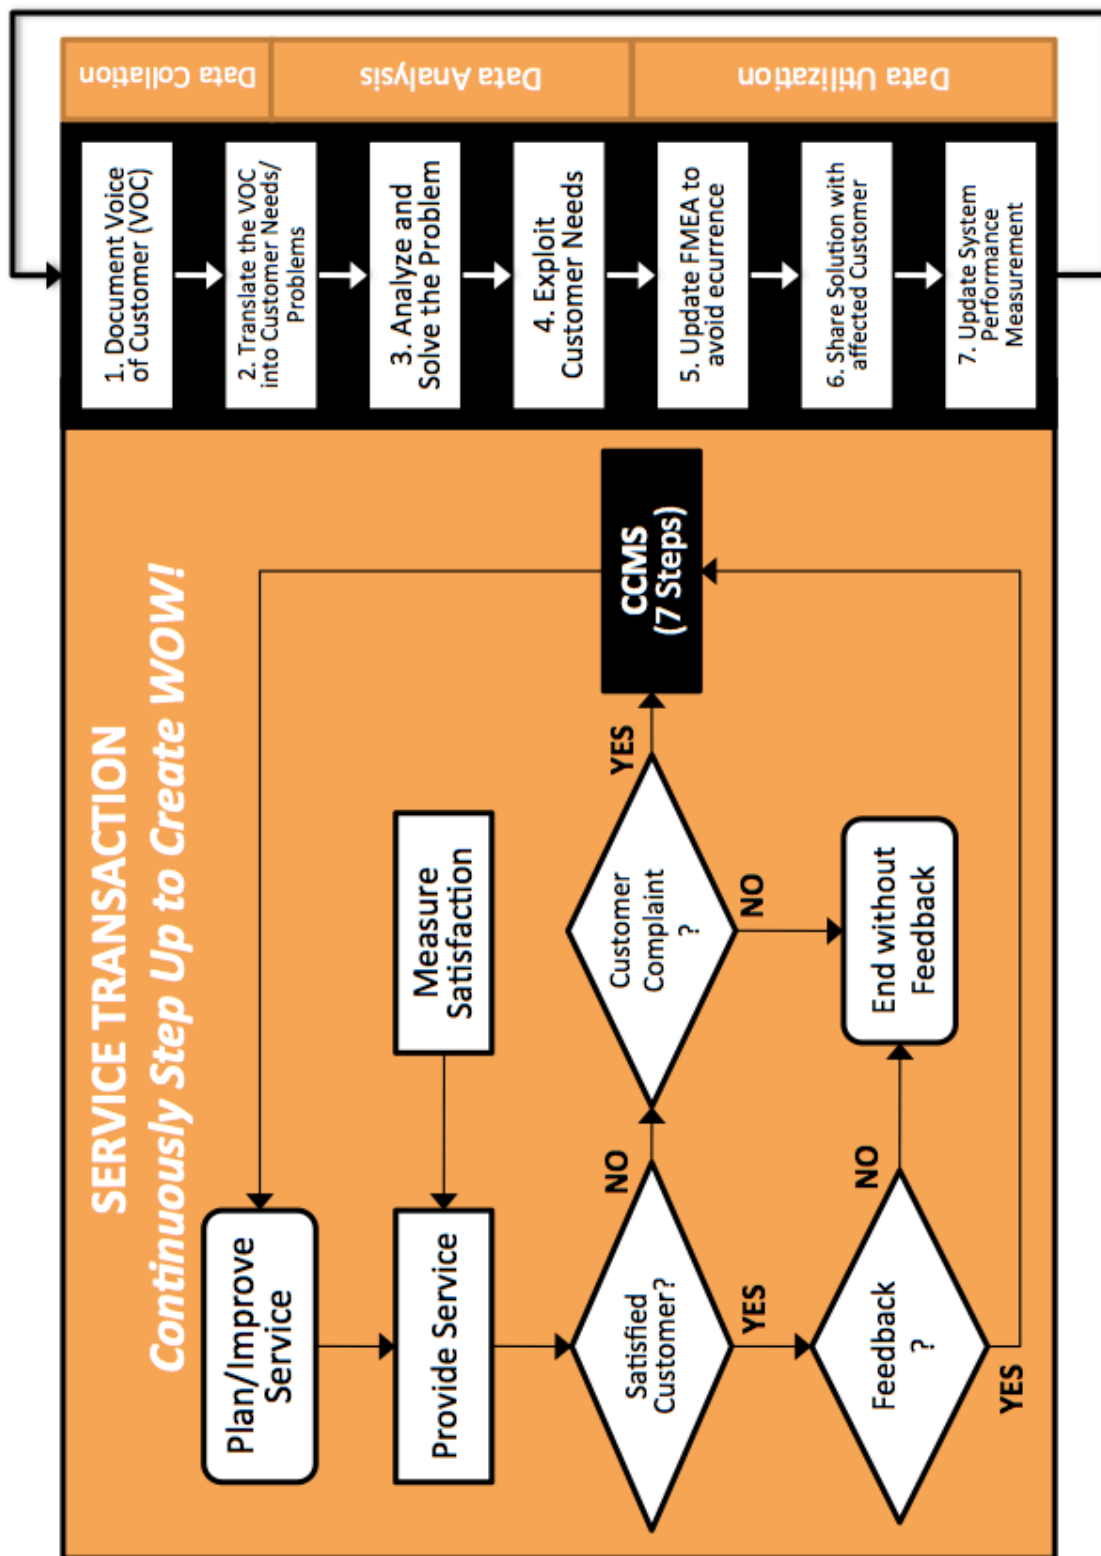 SERVICE TRANSACTION
Continuously Step Up to Create WOW!
Plan/Improve
Service
Provide Service
Measure
Satisfaction
Satisfied
Customer?
NO
YES
Customer
Complaint
?
YES
NO
CCMS
(7 Steps)
Feedback
?
NO
YES
End without
Feedback
1. Document Voice
of Customer (VOC)
2. Translate the VOC
into Customer Needs/
Problems
3. Analyze and
Solve the Problem
4. Exploit
Customer Needs
5. Update FMEA to
avoid ecurrence
6. Share Solution with
affected Customer
7. Update System
Performance
Measurement
Data Collation
Data Analysis
Data Utilization